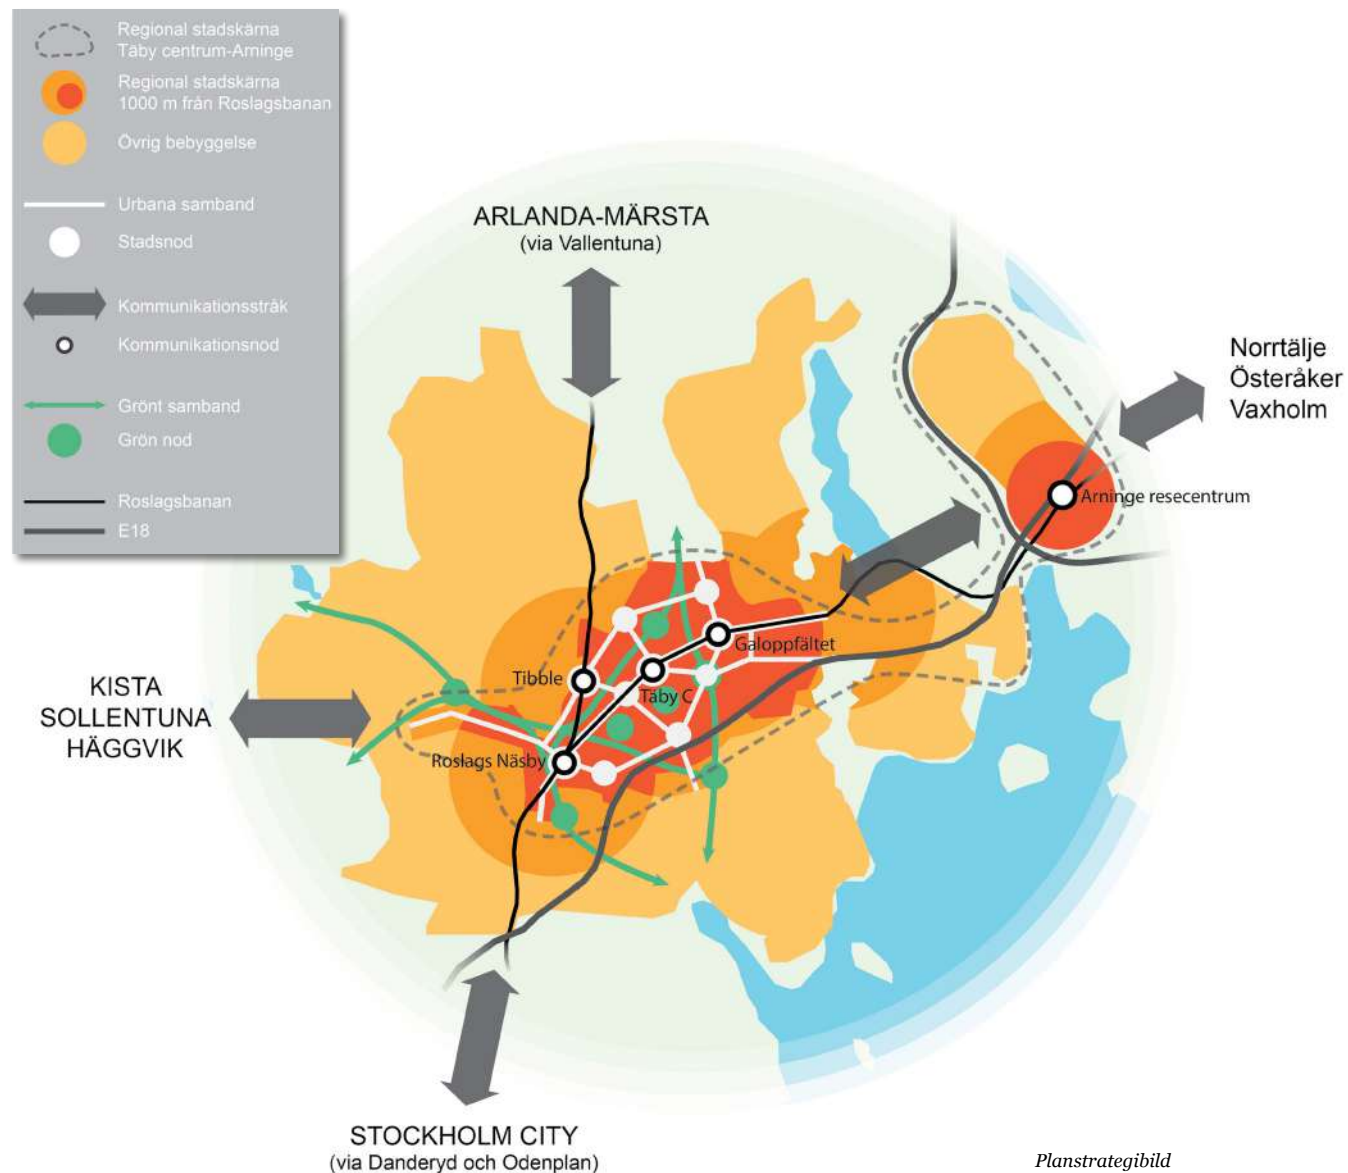 Regional stadskärna
Täby centrum-Arninge
Regional stadskärna
1000 m från Roslagsbanan
Övrig bebyggelse
Urbana samband
Stadsnod
Kommunikationsstråk
Kommunikationsnod
Grönt samband
Grön nod
Roslagsbanan
E18
ARLANDA-MÄRSTA
(via Vallentuna)
Norrtälje
Österåker
Vaxholm
Arninge resecentrum
Galoppfältet
Tibble
Täby C
KISTA
SOLLENTUNA
HÄGGVIK
Roslags Näsby
STOCKHOLM CITY
(via Danderyd och Odenplan)
Planstrategibild